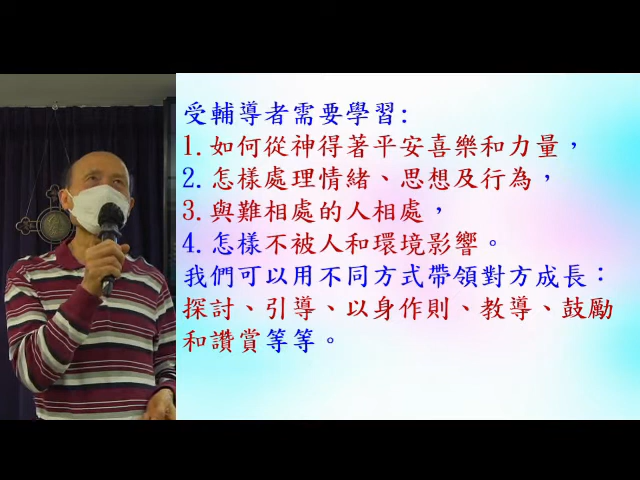 受輔導者需要學習:
1.如何從神得著平安喜樂和力量，
2.怎樣處理情緒、思想及行為，
3.與難相處的人相處，
4.怎樣不被人和環境影響。
我們可以用不同方式帶領對方成長：
探討、引導、以身作則、教導、鼓勵
和讚賞等等。